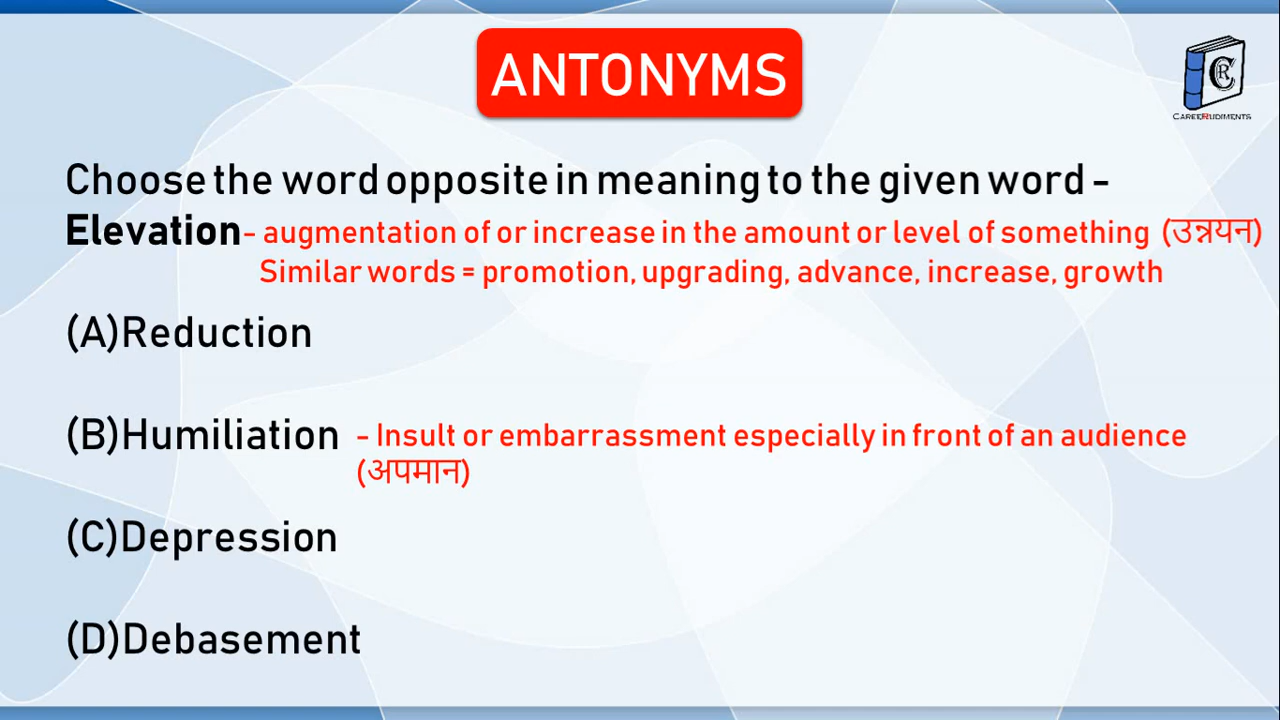 ANTONYMS
CR
CAREERUDIMENTS
Choose the word opposite in meaning to the given word -
Elevation- augmentation of or increase in the amount or level of something (उन्नयन)
Similar words = promotion, upgrading, advance, increase, growth
(A)Reduction
(B)Humiliation - Insult or embarrassment especially in front of an audience
(अपमान)
(C)Depression
(D)Debasement